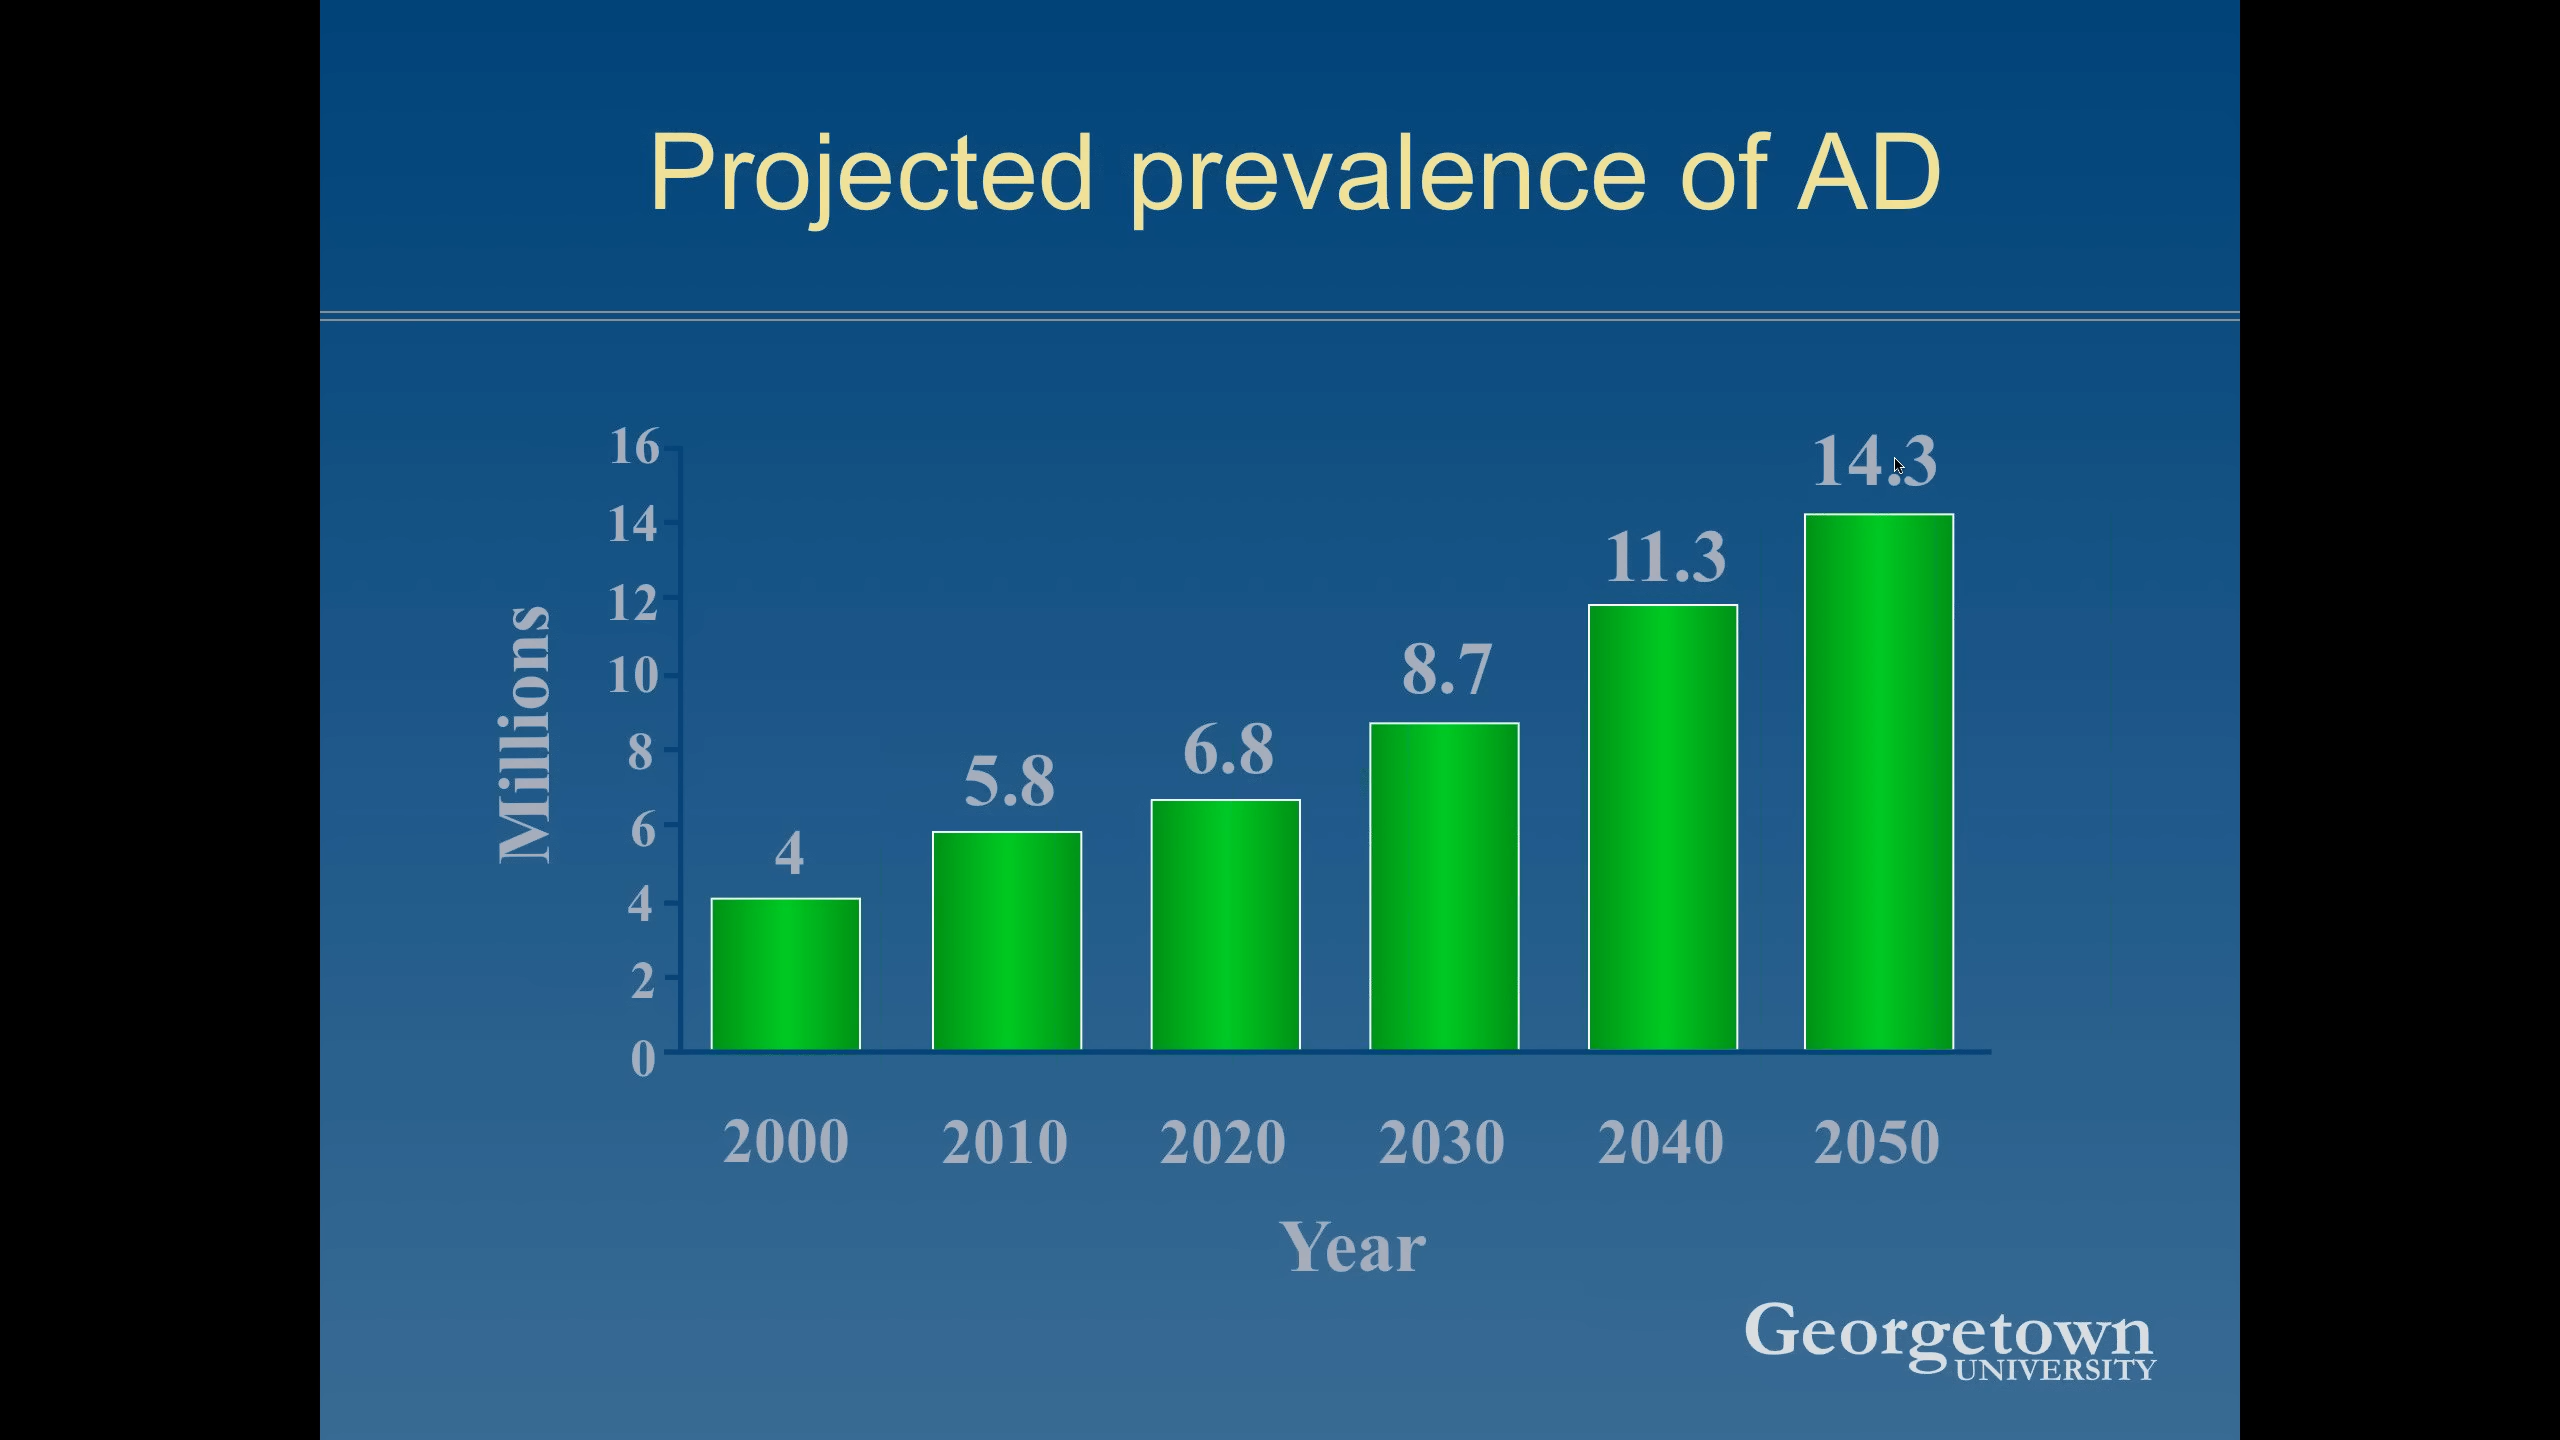 Projected prevalence of AD
Millions
16
14
12
10
8
6
4
2
0
4
5.8
6.8
8.7
11.3
14.3
2000 2010 2020 2030 2040 2050
Year
Georgetown
UNIVERSITY